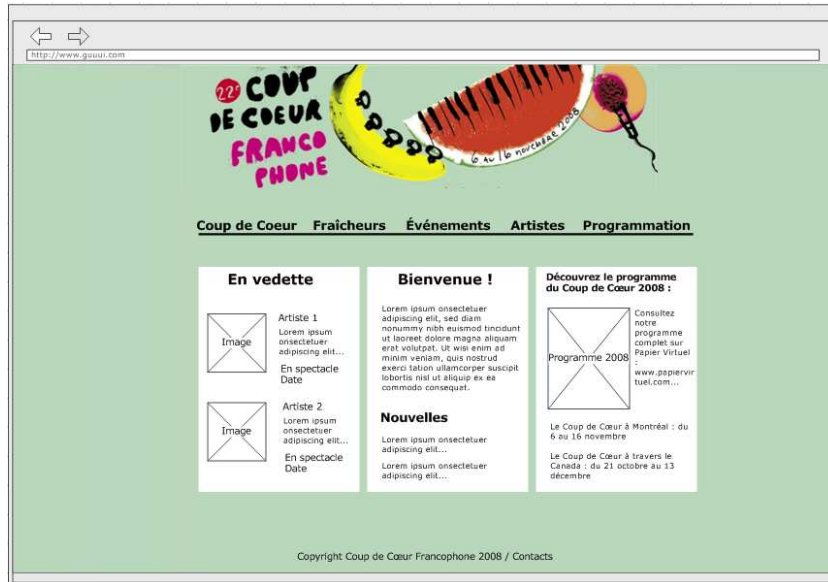 http://www.guuui.com
22e COUP
DE COEUR
FRANCO
PHONE
6 AU 16 novembre 2008
Coup de Coeur Fraîcheurs Événements Artistes Programmation
En vedette
Image
Artiste 1
Lorem ipsum
onsectetuer
adipiscing elit...
En spectacle
Date
Image
Artiste 2
Lorem ipsum
onsectetuer
adipiscing elit...
En spectacle
Date
Bienvenue !
Lorem ipsum onsectetuer
adipiscing elit, sed diam
nonummy nibh euismod tincidunt
ut laoreet dolore magna aliquam
erat volutpat. Ut wisi enim ad
minim veniam, quis nostrud
exerci tation ullamcorper suscipit
lobortis nisl ut aliquip ex ea
commodo consequat.
Nouvelles
Lorem ipsum onsectetuer
adipiscing elit...
Lorem ipsum onsectetuer
adipiscing elit...
Découvrez le programme
du Coup de Cœur 2008 :
Programme 2008
Consultez
notre
programme
complet sur
Papier Virtuel
:
www.papiervir
tuel.com...
Le Coup de Cœur à Montréal : du
6 au 16 novembre
Le Coup de Cœur à travers le
Canada : du 21 octobre au 13
décembre
Copyright Coup de Cœur Francophone 2008 / Contacts